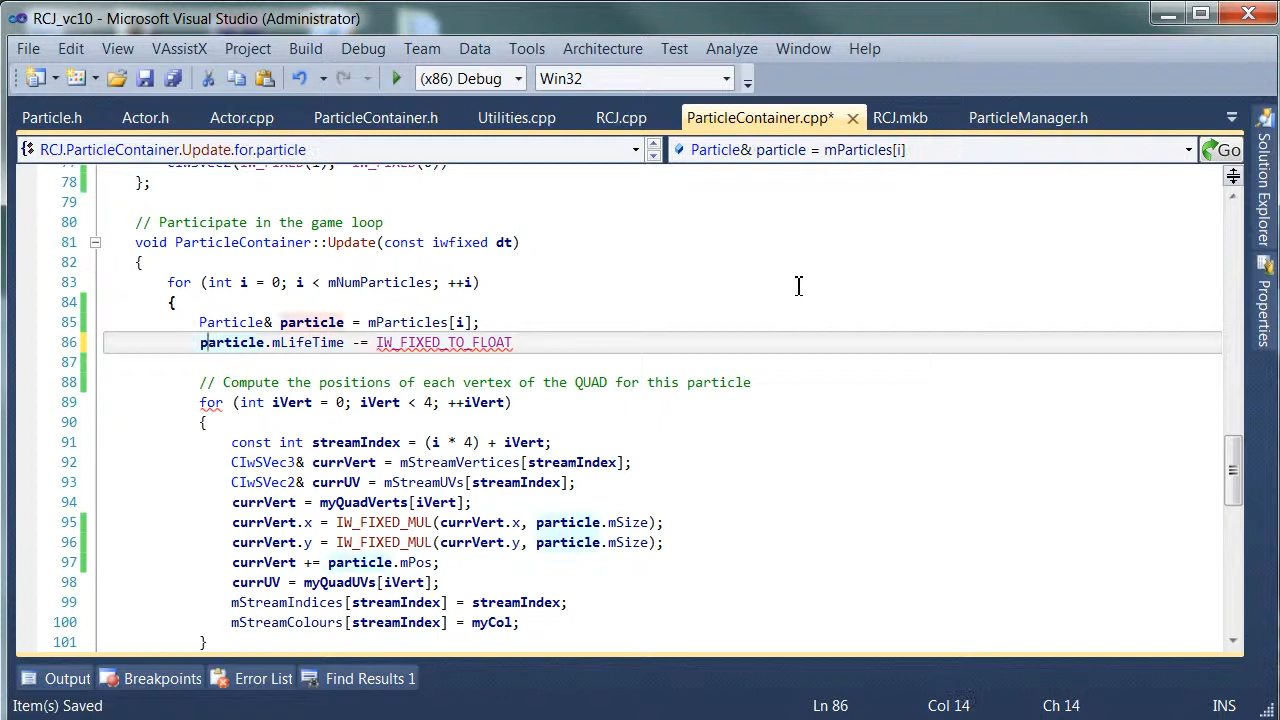 RCJ_vc10 - Microsoft Visual Studio (Administrator)
File Edit View VAssistX Project Build Debug Team Data Tools Architecture Test Analyze Window Help
(x86) Debug Win32
Particle.h Actor.h Actor.cpp ParticleContainer.h Utilities.cpp RCJ.cpp ParticleContainer.cpp* RCJ.mkb ParticleManager.h
RCJ.ParticleContainer.Update.for.particle Particle& particle = mParticles[i] Go
78 };
79
80 // Participate in the game loop
81 void ParticleContainer::Update(const iwfixed dt)
82 {
83 for (int i = 0; i < mNumParticles; ++i)
84 {
85 Particle& particle = mParticles[i];
86 particle.mLifeTime -= IW_FIXED_TO_FLOAT
87
88 // Compute the positions of each vertex of the QUAD for this particle
89 for (int iVert = 0; iVert < 4; ++iVert)
90 {
91 const int streamIndex = (i * 4) + iVert;
92 CIwSVec3& currVert = mStreamVertices[streamIndex];
93 CIwSVec2& currUV = mStreamUVs[streamIndex];
94 currVert = myQuadVerts[iVert];
95 currVert.x = IW_FIXED_MUL(currVert.x, particle.mSize);
96 currVert.y = IW_FIXED_MUL(currVert.y, particle.mSize);
97 currVert += particle.mPos;
98 currUV = myQuadUVs[iVert];
99 mStreamIndices[streamIndex] = streamIndex;
100 mStreamColours[streamIndex] = myCol;
101 }
Solution Explorer
Properties
Output Breakpoints Error List Find Results 1
Item(s) Saved Ln 86 Col 14 Ch 14 INS